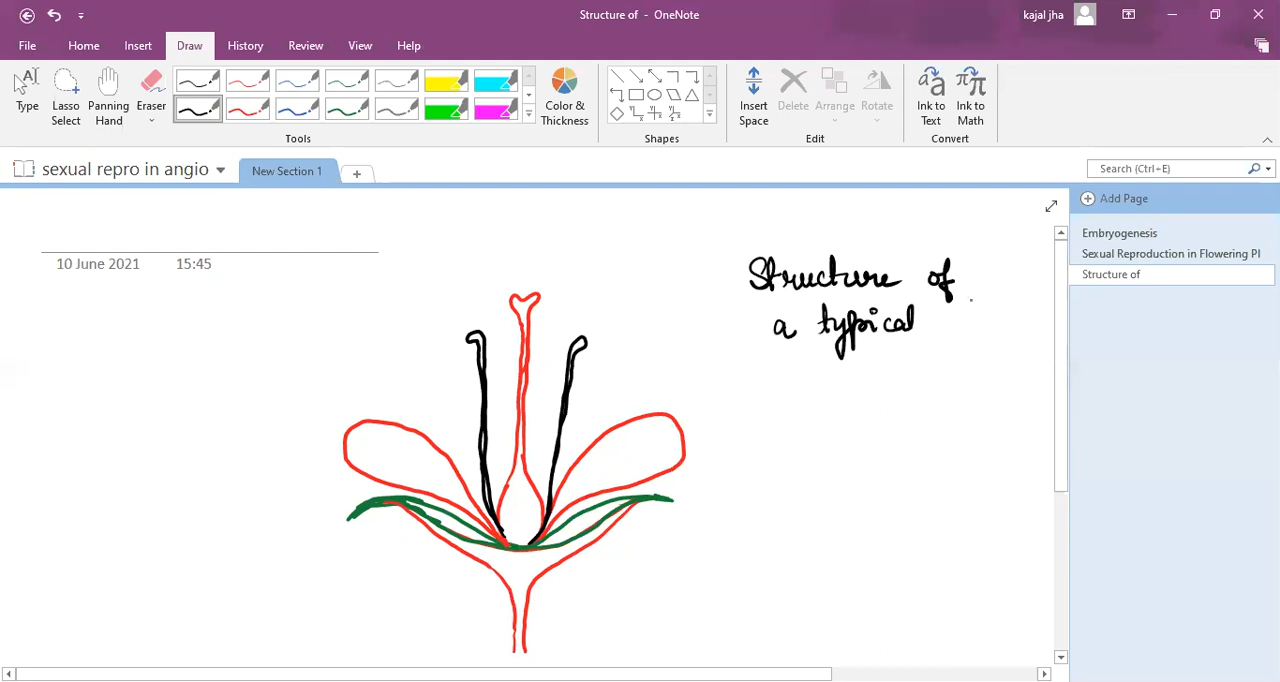 Structure of - OneNote
kajal jha
File Home Insert Draw History Review View Help
Type
Lasso Select
Panning Hand
Eraser
Color & Thickness
Insert Space
Delete
Arrange
Rotate
Ink to Text
Ink to Math
Tools
Shapes
Edit
Convert
sexual repro in angio
New Section 1
Search (Ctrl+E)
Add Page
Embryogenesis
Sexual Reproduction in Flowering Pl
Structure of
10 June 2021 15:45
Structure of
a typical